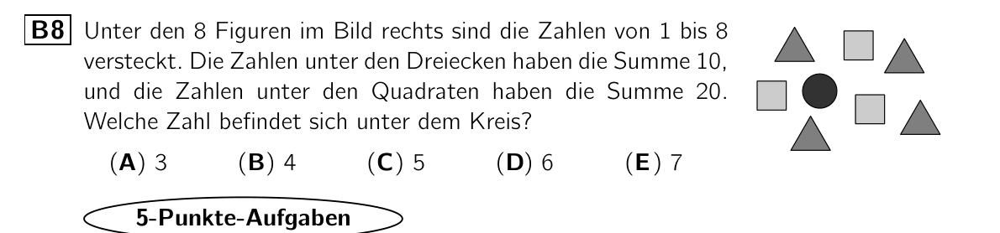 B8 Unter den 8 Figuren im Bild rechts sind die Zahlen von 1 bis 8
versteckt. Die Zahlen unter den Dreiecken haben die Summe 10,
und die Zahlen unter den Quadraten haben die Summe 20.
Welche Zahl befindet sich unter dem Kreis?
(A) 3 (B) 4 (C) 5 (D) 6 (E) 7
5-Punkte-Aufgaben